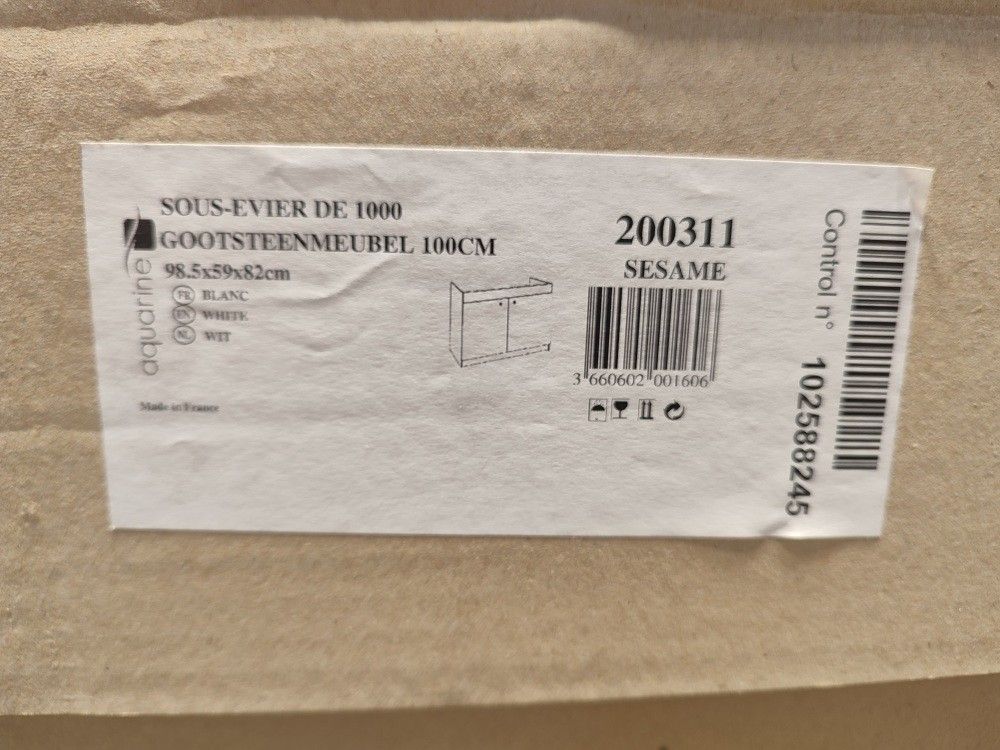 SOUS-EVIER DE 1000
GOOTSTEENMEUBEL 100CM
98.5x59x82cm
FR BLANC
EN WHITE
NL WIT
aquarine
Made in France
200311
SESAME
3 660602 001606
Control n° 102588245